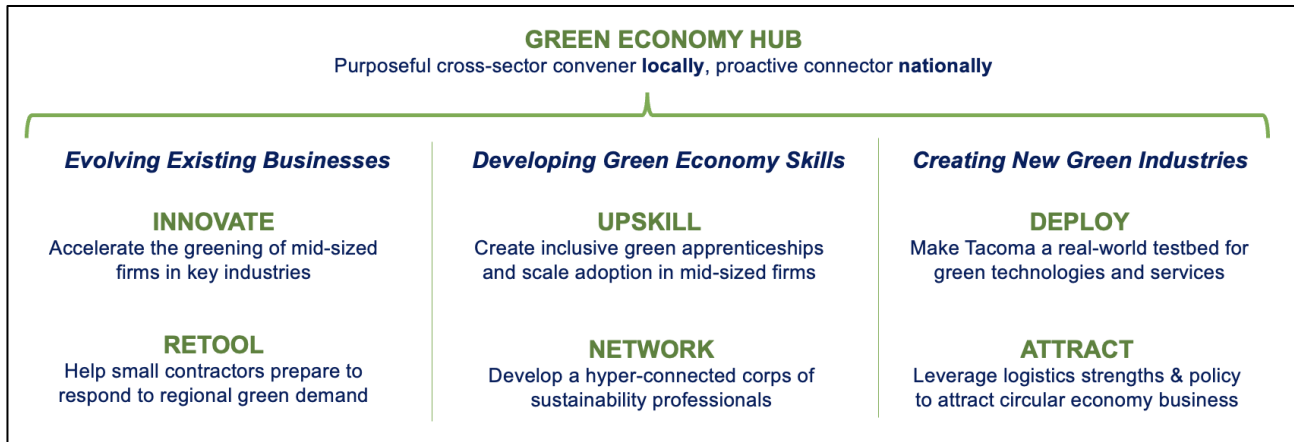 GREEN ECONOMY HUB
Purposeful cross-sector convener locally, proactive connector nationally
Evolving Existing Businesses
INNOVATE
Accelerate the greening of mid-sized
firms in key industries
RETOOL
Help small contractors prepare to
respond to regional green demand
Developing Green Economy Skills
UPSKILL
Create inclusive green apprenticeships
and scale adoption in mid-sized firms
NETWORK
Develop a hyper-connected corps of
sustainability professionals
Creating New Green Industries
DEPLOY
Make Tacoma a real-world testbed for
green technologies and services
ATTRACT
Leverage logistics strengths & policy
to attract circular economy business